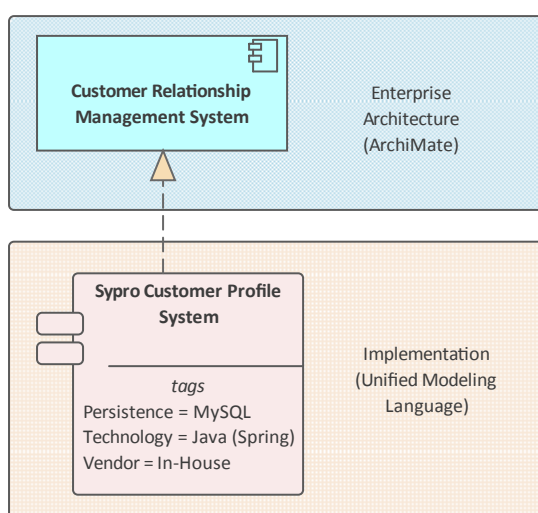 Customer Relationship
Management System
Enterprise
Architecture
(ArchiMate)
Sypro Customer Profile
System
tags
Persistence = MySQL
Technology = Java (Spring)
Vendor = In-House
Implementation
(Unified Modeling
Language)